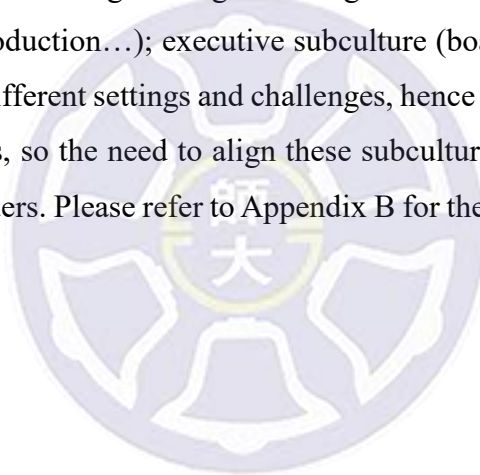 oduction…); executive subculture (boa
fferent settings and challenges, hence
s, so the need to align these subcultur
ers. Please refer to Appendix B for the
師大